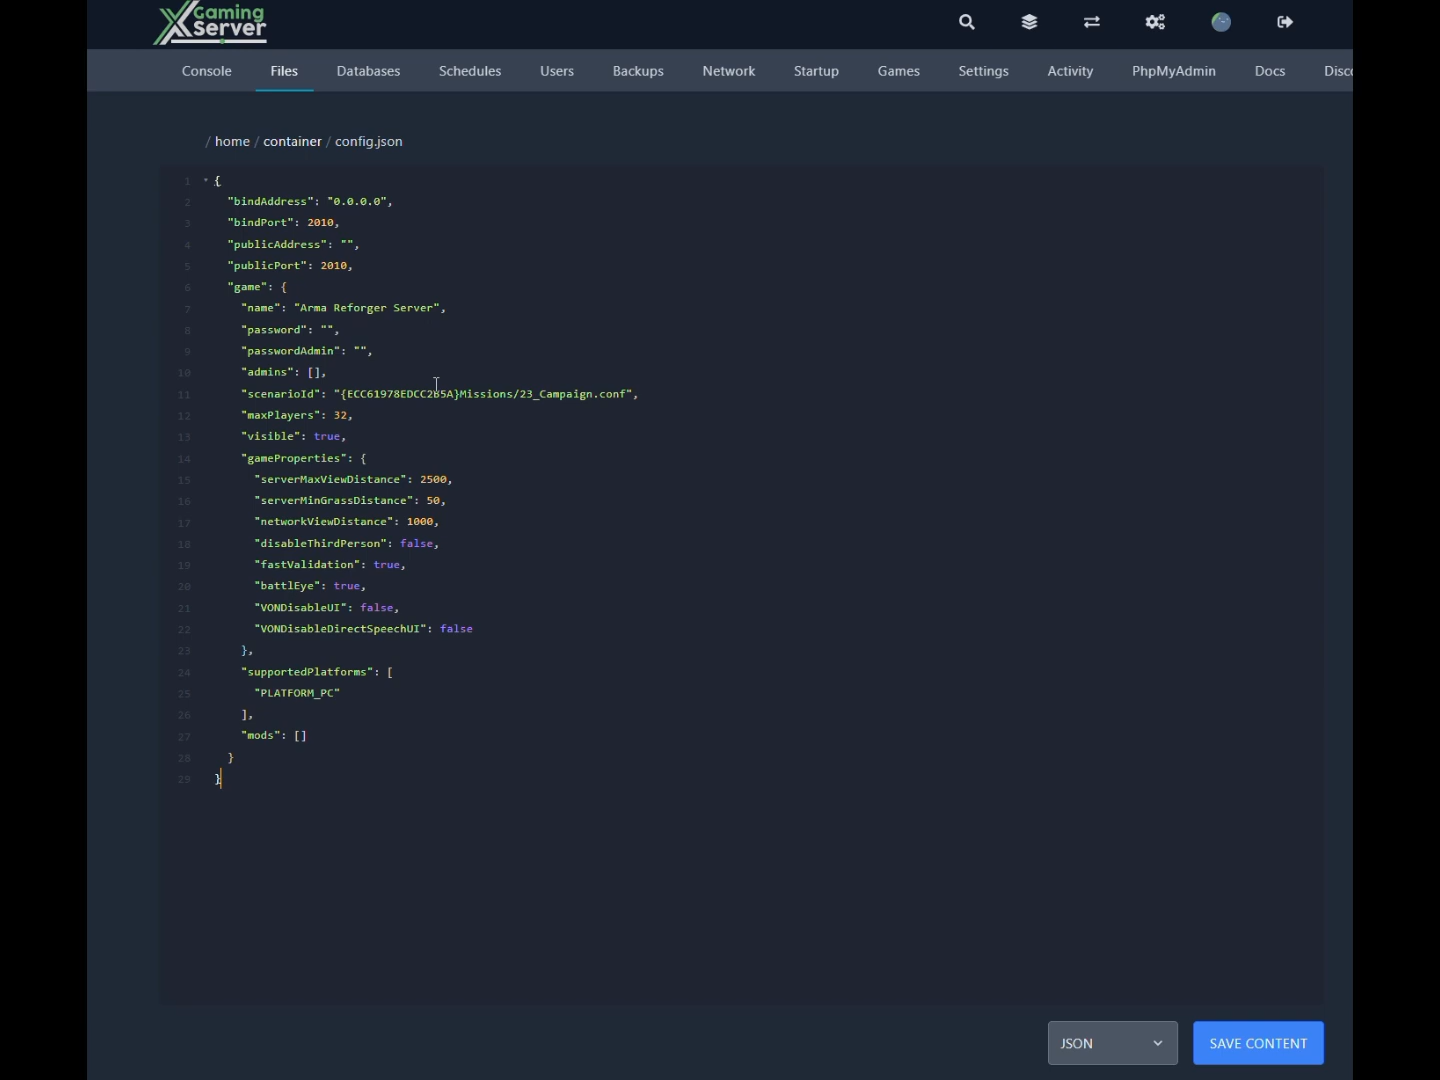 XGaming
Server
Console Files Databases Schedules Users Backups Network Startup Games Settings Activity PhpMyAdmin Docs Disc
/ home / container / config.json
1 {
2 "bindAddress": "0.0.0.0",
3 "bindPort": 2010,
4 "publicAddress": "",
5 "publicPort": 2010,
6 "game": {
7 "name": "Arma Reforger Server",
8 "password": "",
9 "passwordAdmin": "",
10 "admins": [],
11 "scenarioId": "{ECC61978EDCC2B5A}Missions/23_Campaign.conf",
12 "maxPlayers": 32,
13 "visible": true,
14 "gameProperties": {
15 "serverMaxViewDistance": 2500,
16 "serverMinGrassDistance": 50,
17 "networkViewDistance": 1000,
18 "disableThirdPerson": false,
19 "fastValidation": true,
20 "battlEye": true,
21 "VONDisableUI": false,
22 "VONDisableDirectSpeechUI": false
23 },
24 "supportedPlatforms": [
25 "PLATFORM_PC"
26 ],
27 "mods": []
28 }
29 }
JSON SAVE CONTENT